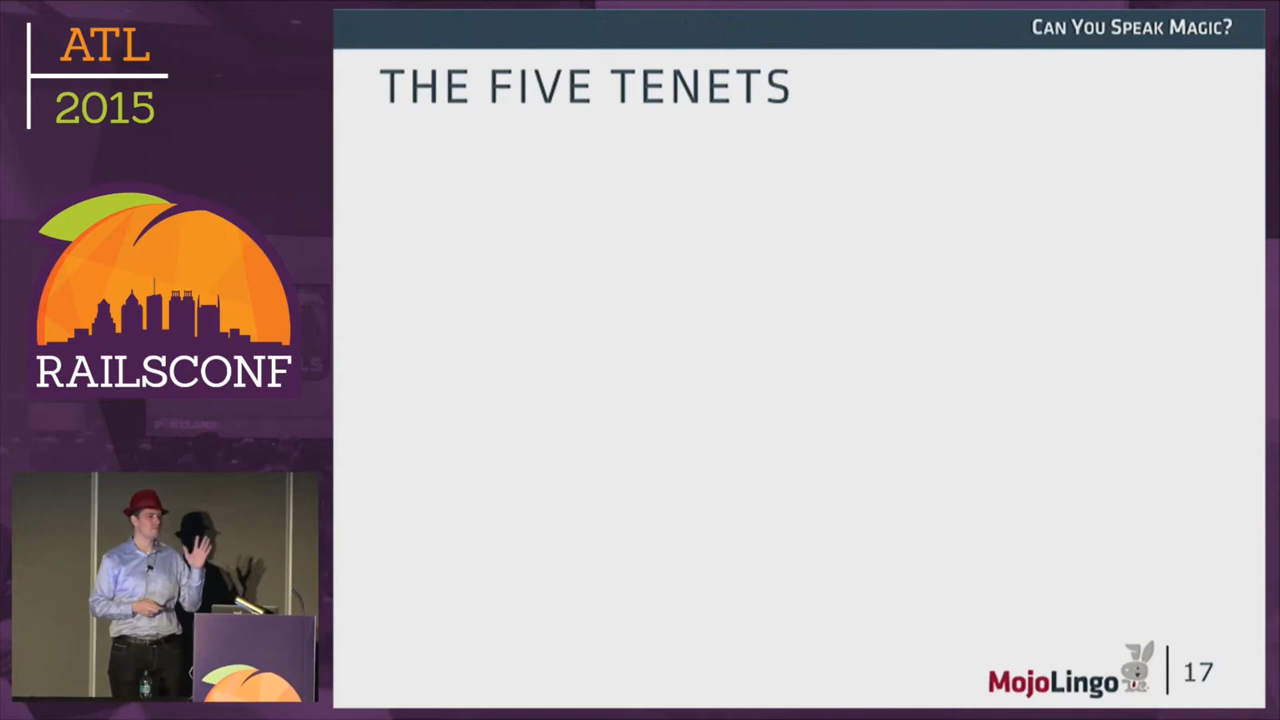 ATL
2015
RAILSCONF
CAN YOU SPEAK MAGIC?
THE FIVE TENETS
MojoLingo
17